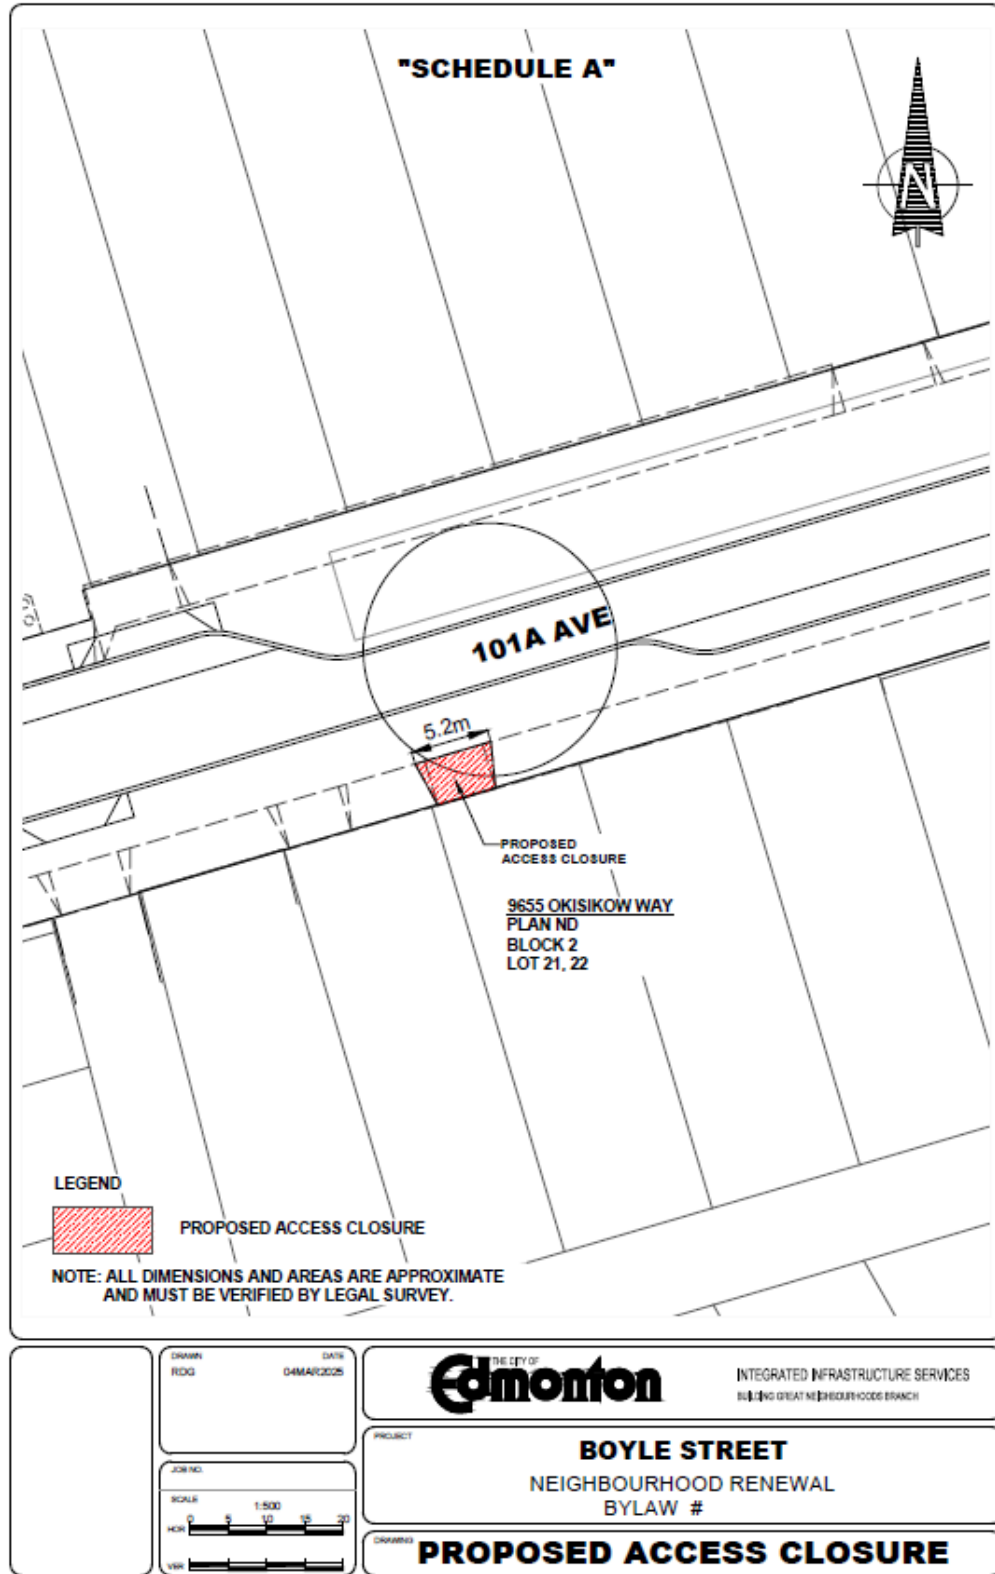 "SCHEDULE A"
N
101A AVE
5.2m
PROPOSED
ACCESS CLOSURE
9655 OKISIKOW WAY
PLAN ND
BLOCK 2
LOT 21, 22
LEGEND
PROPOSED ACCESS CLOSURE
NOTE: ALL DIMENSIONS AND AREAS ARE APPROXIMATE
AND MUST BE VERIFIED BY LEGAL SURVEY.
DRAWN DATE
RDG 04MAR2025
JOB NO.
SCALE 1:500
HOR 0 5 10 15 20
VER
THE CITY OF
Edmonton
INTEGRATED INFRASTRUCTURE SERVICES
BUILDING GREAT NEIGHBOURHOODS BRANCH
PROJECT
BOYLE STREET
NEIGHBOURHOOD RENEWAL
BYLAW #
DRAWING
PROPOSED ACCESS CLOSURE